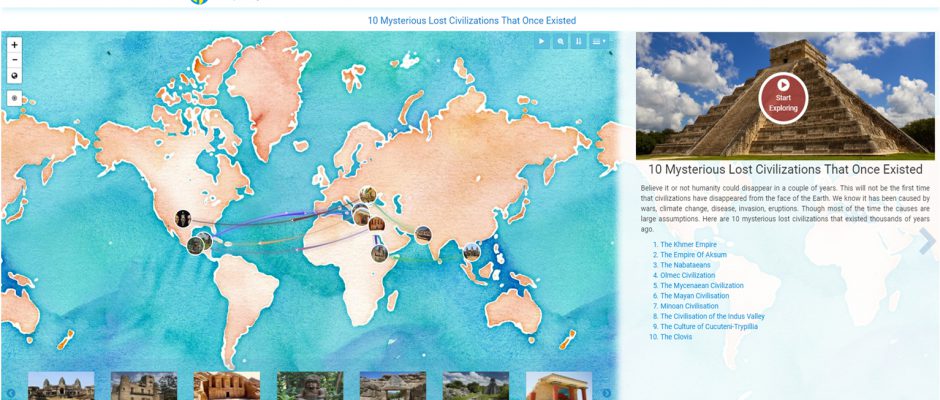 10 Mysterious Lost Civilizations That Once Existed
Start
Exploring
10 Mysterious Lost Civilizations That Once Existed
Believe it or not humanity could disappear in a couple of years. This will not be the first time
that civilizations have disappeared from the face of the Earth. We know it has been caused by
wars, climate change, disease, invasion, eruptions. Though most of the time the causes are
large assumptions. Here are 10 mysterious lost civilizations that existed thousands of years
ago.
1. The Khmer Empire
2. The Empire Of Aksum
3. The Nabataeans
4. Olmec Civilization
5. The Mycenaean Civilization
6. The Mayan Civilisation
7. Minoan Civilisation
8. The Civilisation of the Indus Valley
9. The Culture of Cucuteni-Trypillia
10. The Clovis